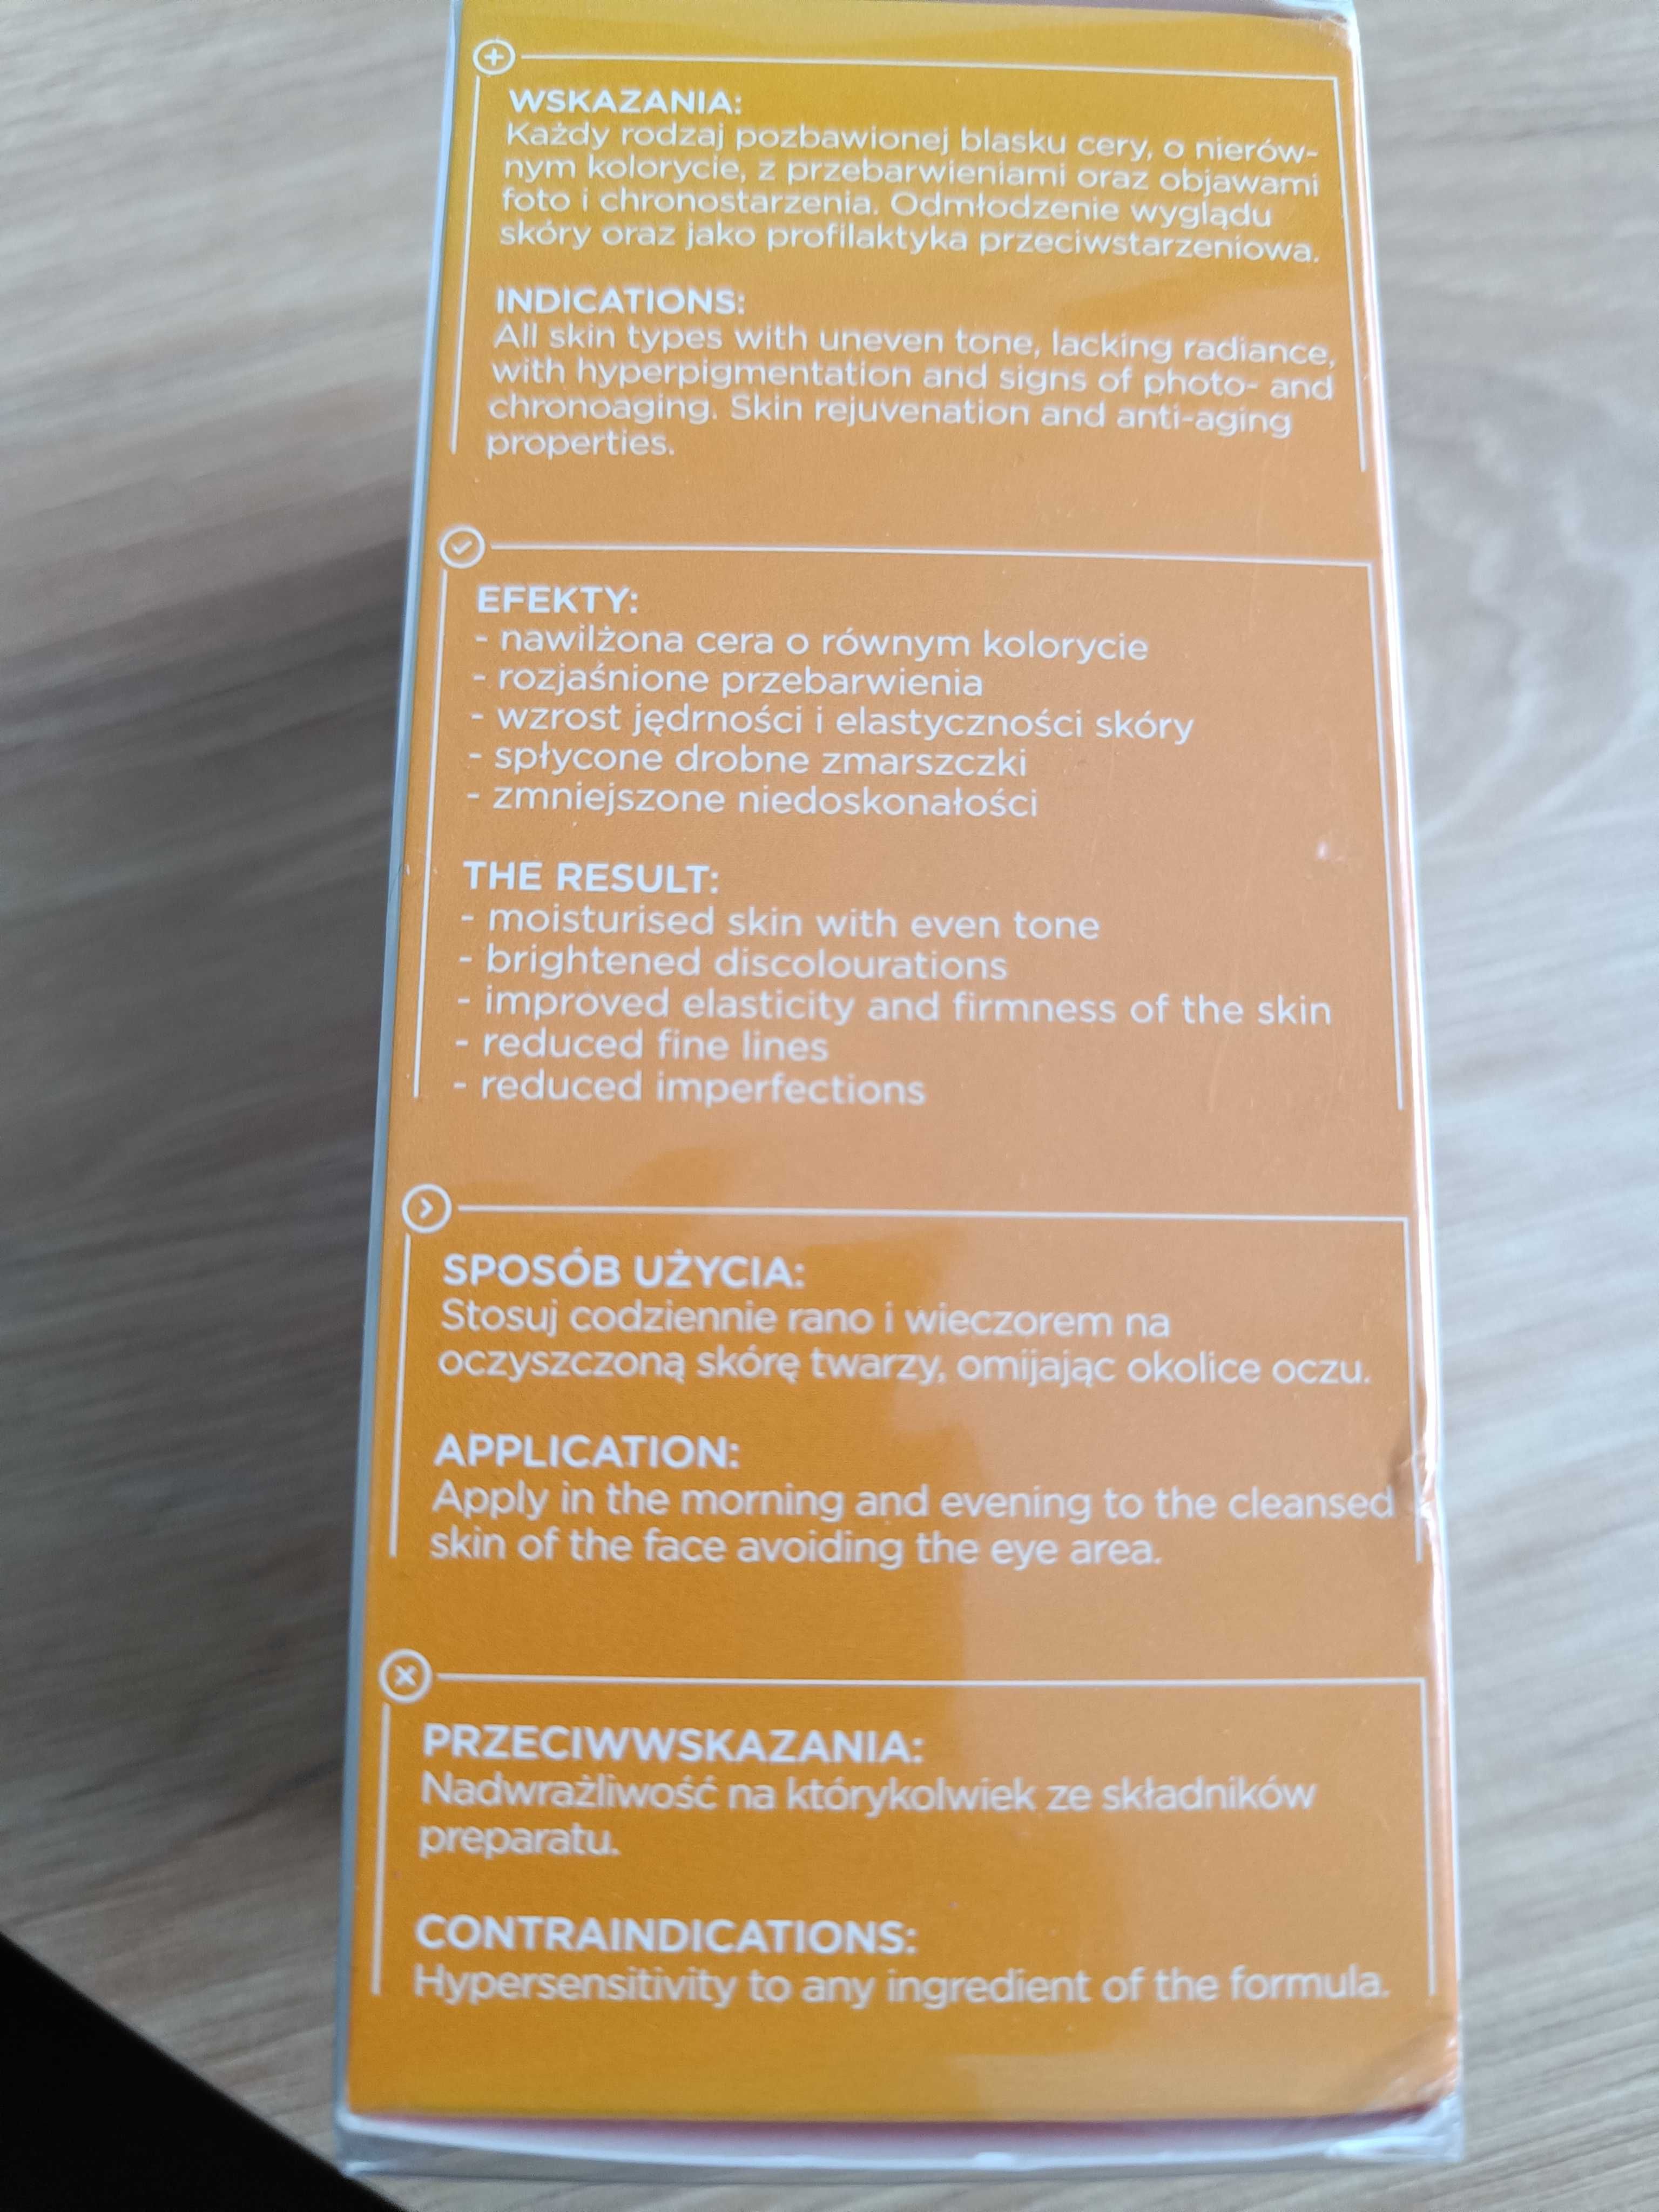 WSKAZANIA:
Każdy rodzaj pozbawionej blasku cery, o nierów-
nym kolorycie, z przebarwieniami oraz objawami
foto i chronostarzenia. Odmłodzenie wyglądu
skóry oraz jako profilaktyka przeciwstarzeniowa.
INDICATIONS:
All skin types with uneven tone, lacking radiance,
with hyperpigmentation and signs of photo- and
chronoaging. Skin rejuvenation and anti-aging
properties.
EFEKTY:
- nawilżona cera o równym kolorycie
- rozjaśnione przebarwienia
- wzrost jędrności i elastyczności skóry
- spłycone drobne zmarszczki
- zmniejszone niedoskonałości
THE RESULT:
- moisturised skin with even tone
- brightened discolourations
- improved elasticity and firmness of the skin
- reduced fine lines
- reduced imperfections
SPOSÓB UŻYCIA:
Stosuj codziennie rano i wieczorem na
oczyszczoną skórę twarzy, omijając okolice oczu.
APPLICATION:
Apply in the morning and evening to the cleansed
skin of the face avoiding the eye area.
PRZECIWWSKAZANIA:
Nadwrażliwość na którykolwiek ze składników
preparatu.
CONTRAINDICATIONS:
Hypersensitivity to any ingredient of the formula.